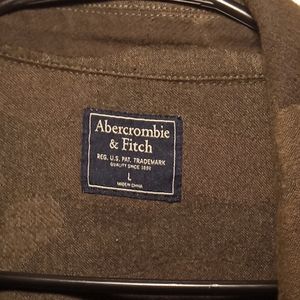 Abercrombie
& Fitch
REG. U.S. PAT. TRADEMARK
QUALITY SINCE 1892
L
MADE IN CHINA